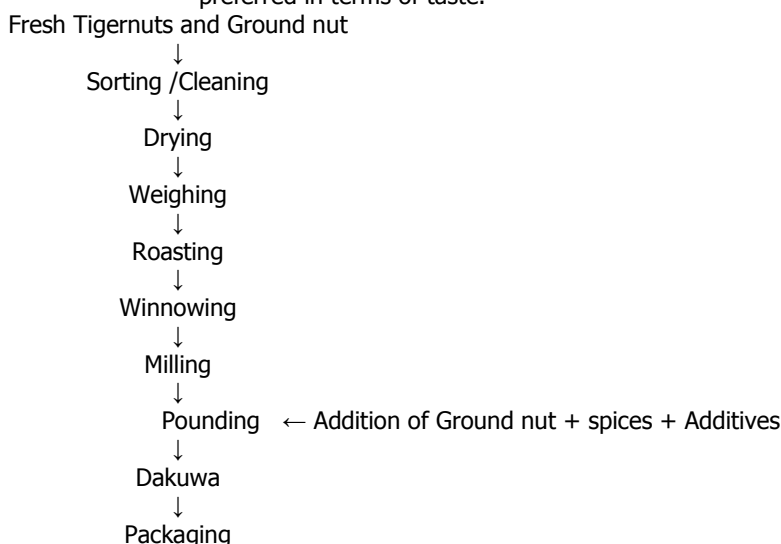 preferred in terms of taste.
Fresh Tigernuts and Ground nut
↓
Sorting /Cleaning
↓
Drying
↓
Weighing
↓
Roasting
↓
Winnowing
↓
Milling
↓
Pounding ← Addition of Ground nut + spices + Additives
↓
Dakuwa
↓
Packaging